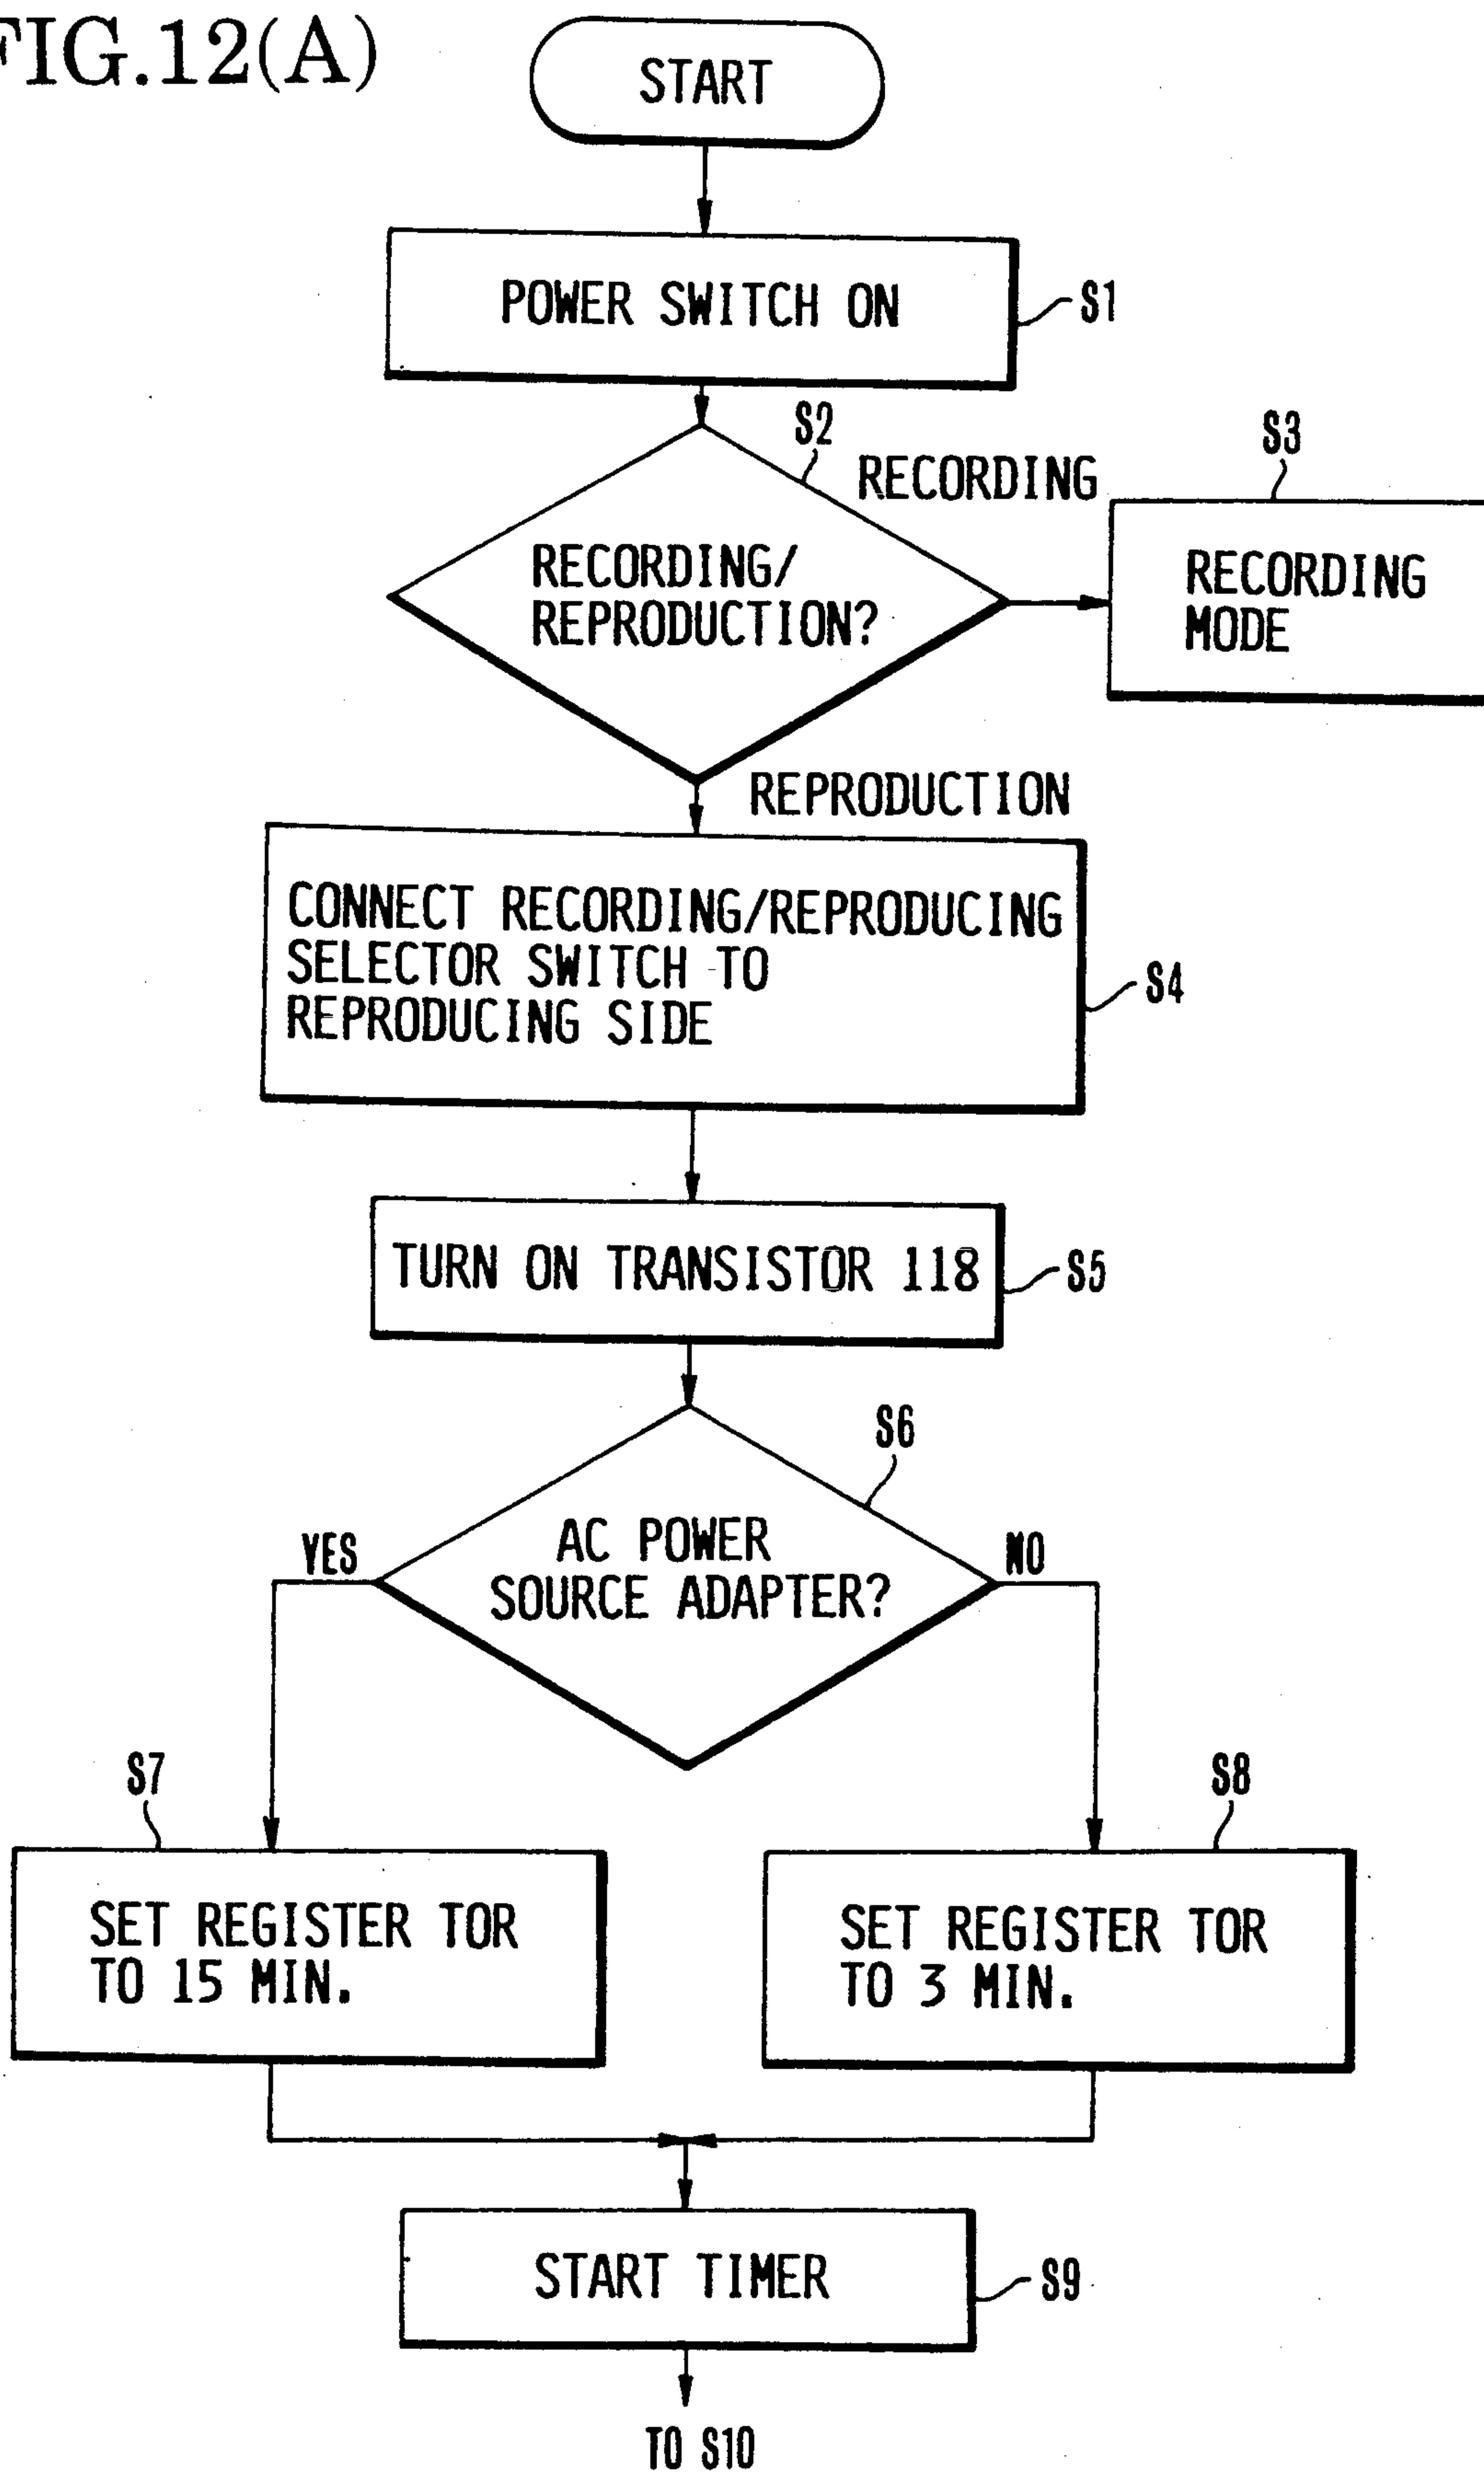 FIG.12(A)
START
POWER SWITCH ON
S1
S2
RECORDING
S3
RECORDING/
REPRODUCTION?
RECORDING
MODE
REPRODUCTION
CONNECT RECORDING/REPRODUCING
SELECTOR SWITCH TO
REPRODUCING SIDE
S4
TURN ON TRANSISTOR 118
S5
S6
AC POWER
SOURCE ADAPTER?
YES
NO
S7
S8
SET REGISTER TOR
TO 15 MIN.
SET REGISTER TOR
TO 3 MIN.
START TIMER
S9
TO S10